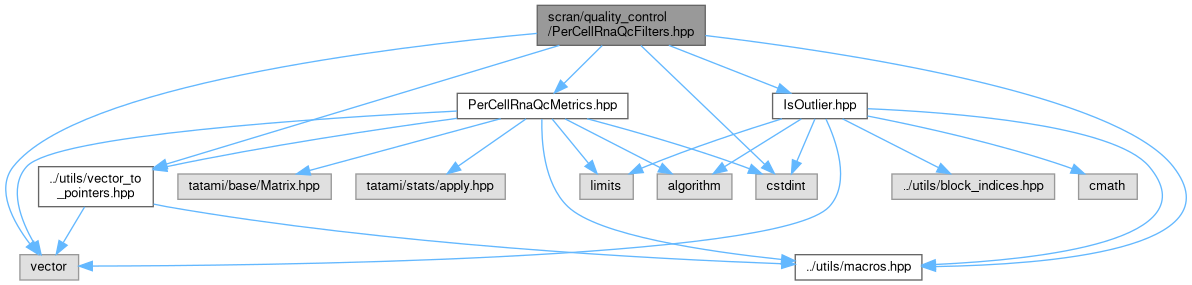 scran/quality_control
/PerCellRnaQcFilters.hpp
PerCellRnaQcMetrics.hpp
IsOutlier.hpp
../utils/vector_to
_pointers.hpp
tatami/base/Matrix.hpp
tatami/stats/apply.hpp
limits
algorithm
cstdint
../utils/block_indices.hpp
cmath
vector
../utils/macros.hpp